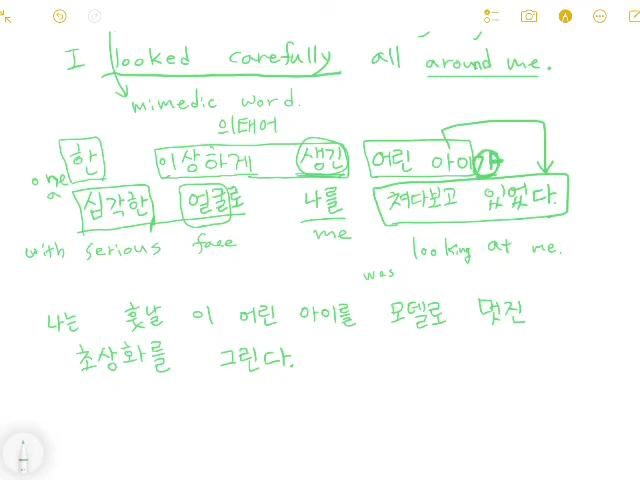 I looked carefully all around me.
mimedic word.
의태어
한 이상하게 생긴 어린 아이가
one
a
심각한 얼굴로 나를 쳐다보고 있었다.
with serious face me looking at me.
was
나는 훗날 이 어린 아이를 모델로 멋진
초상화를 그린다.